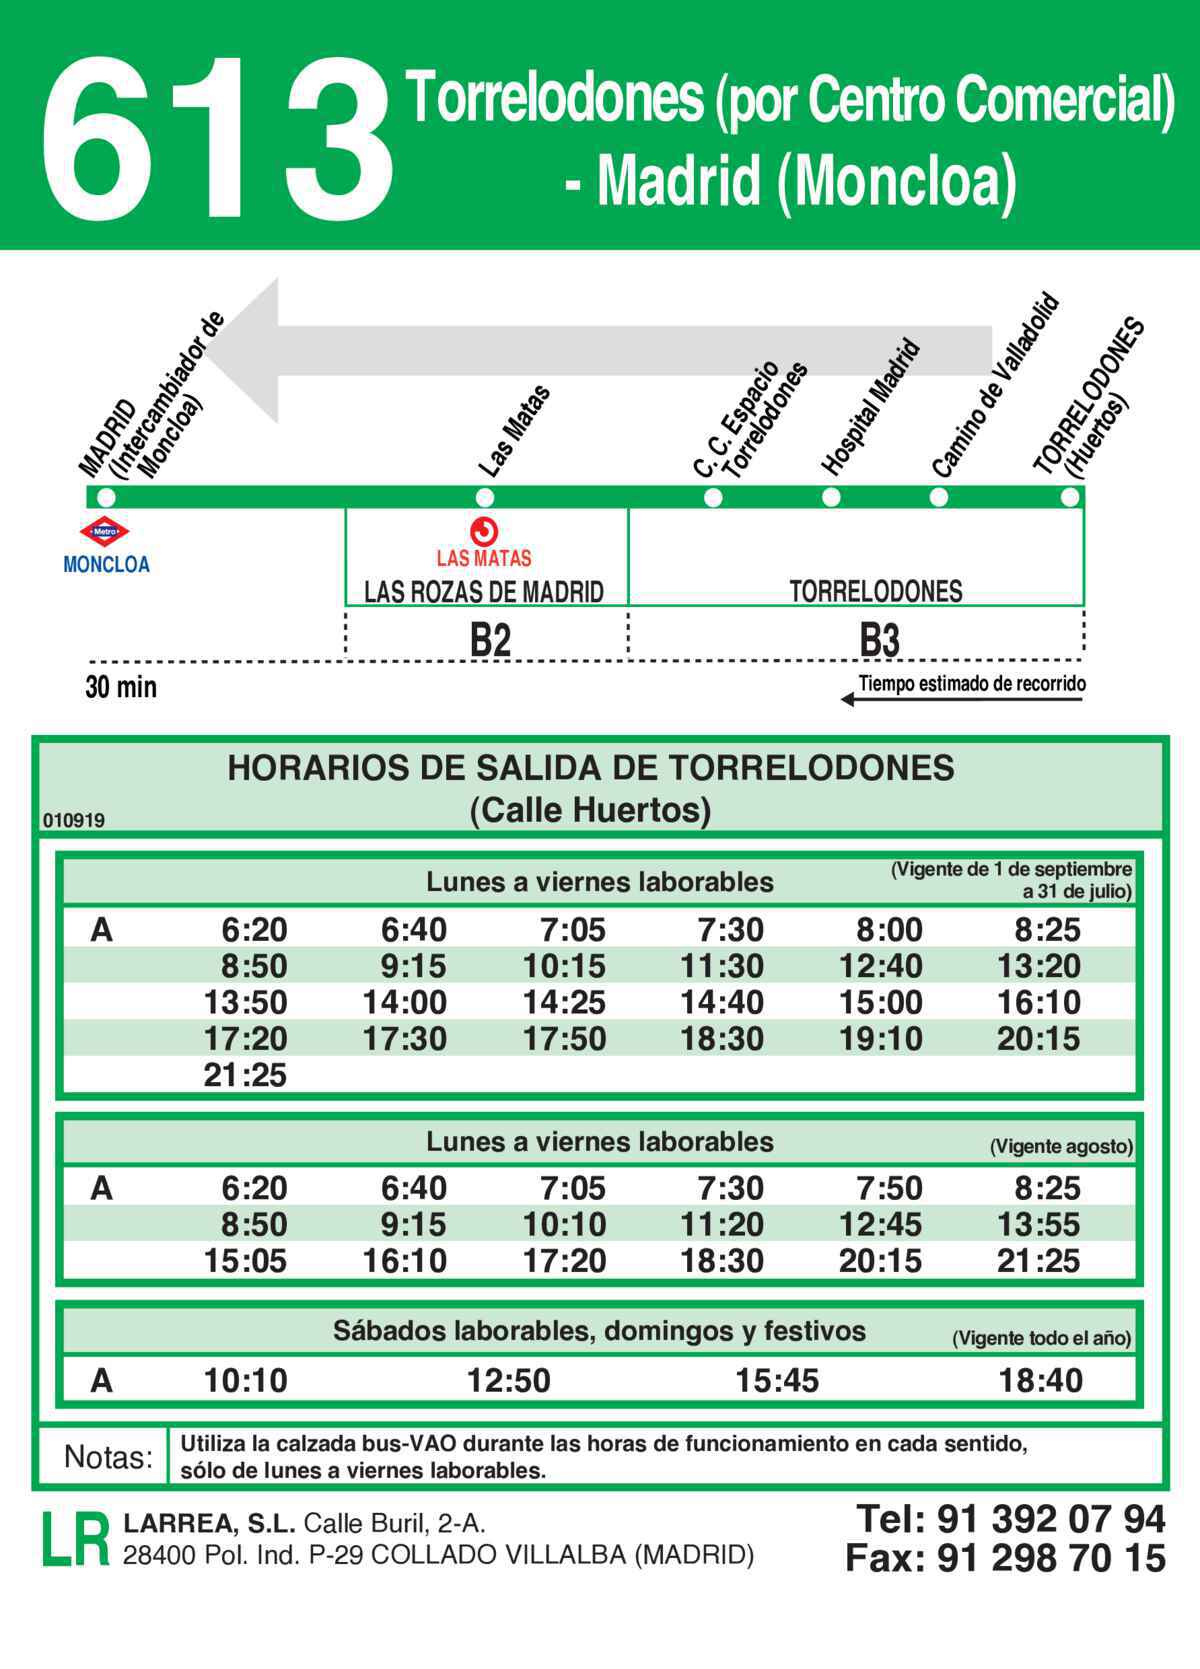 613
Torrelodones (por Centro Comercial)
- Madrid (Moncloa)
MADRID
(Intercambiador de
Moncloa)
Las Matas
C. C. Espacio
Torrelodones
Hospital Madrid
Camino de Valladolid
TORRELODONES
(Huertos)
Metro
MONCLOA
LAS MATAS
LAS ROZAS DE MADRID
TORRELODONES
B2
B3
30 min
Tiempo estimado de recorrido
HORARIOS DE SALIDA DE TORRELODONES
(Calle Huertos)
010919
Lunes a viernes laborables
(Vigente de 1 de septiembre
a 31 de julio)
A 6:20 6:40 7:05 7:30 8:00 8:25
8:50 9:15 10:15 11:30 12:40 13:20
13:50 14:00 14:25 14:40 15:00 16:10
17:20 17:30 17:50 18:30 19:10 20:15
21:25
Lunes a viernes laborables (Vigente agosto)
A 6:20 6:40 7:05 7:30 7:50 8:25
8:50 9:15 10:10 11:20 12:45 13:55
15:05 16:10 17:20 18:30 20:15 21:25
Sábados laborables, domingos y festivos (Vigente todo el año)
A 10:10 12:50 15:45 18:40
Notas:
Utiliza la calzada bus-VAO durante las horas de funcionamiento en cada sentido,
sólo de lunes a viernes laborables.
LR
LARREA, S.L. Calle Buril, 2-A.
28400 Pol. Ind. P-29 COLLADO VILLALBA (MADRID)
Tel: 91 392 07 94
Fax: 91 298 70 15